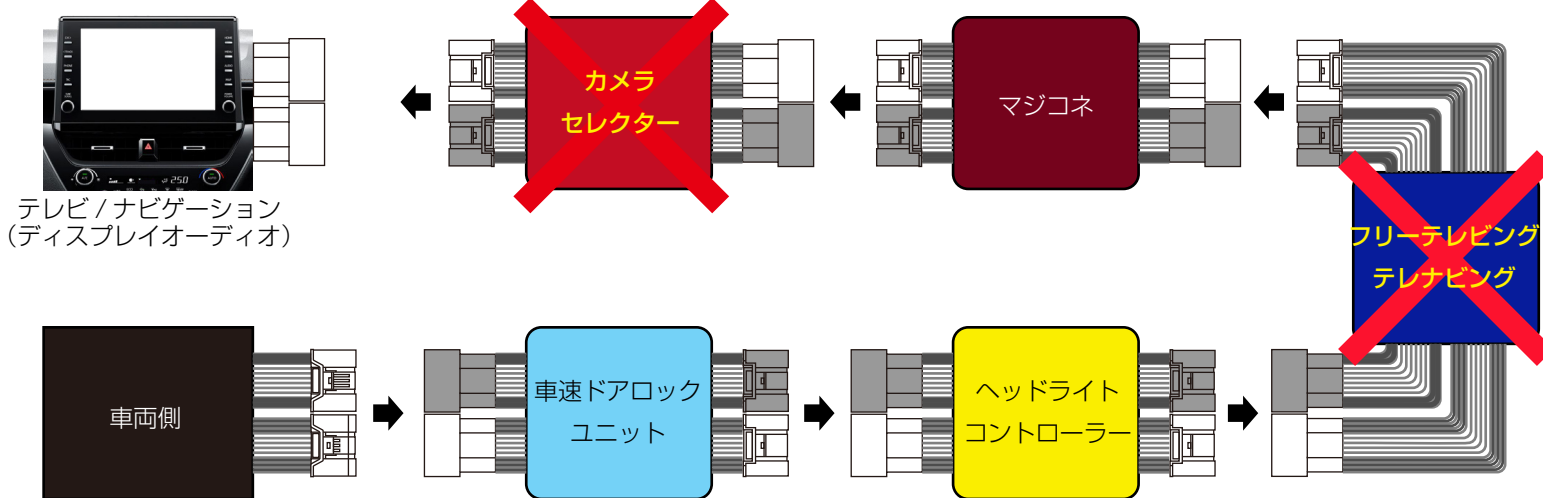 カメラ
セレクター
マジコネ
テレビ / ナビゲーション
(ディスプレイオーディオ)
フリーテレビング
テレナビング
車両側
車速ドアロック
ユニット
ヘッドライト
コントローラー
25.0